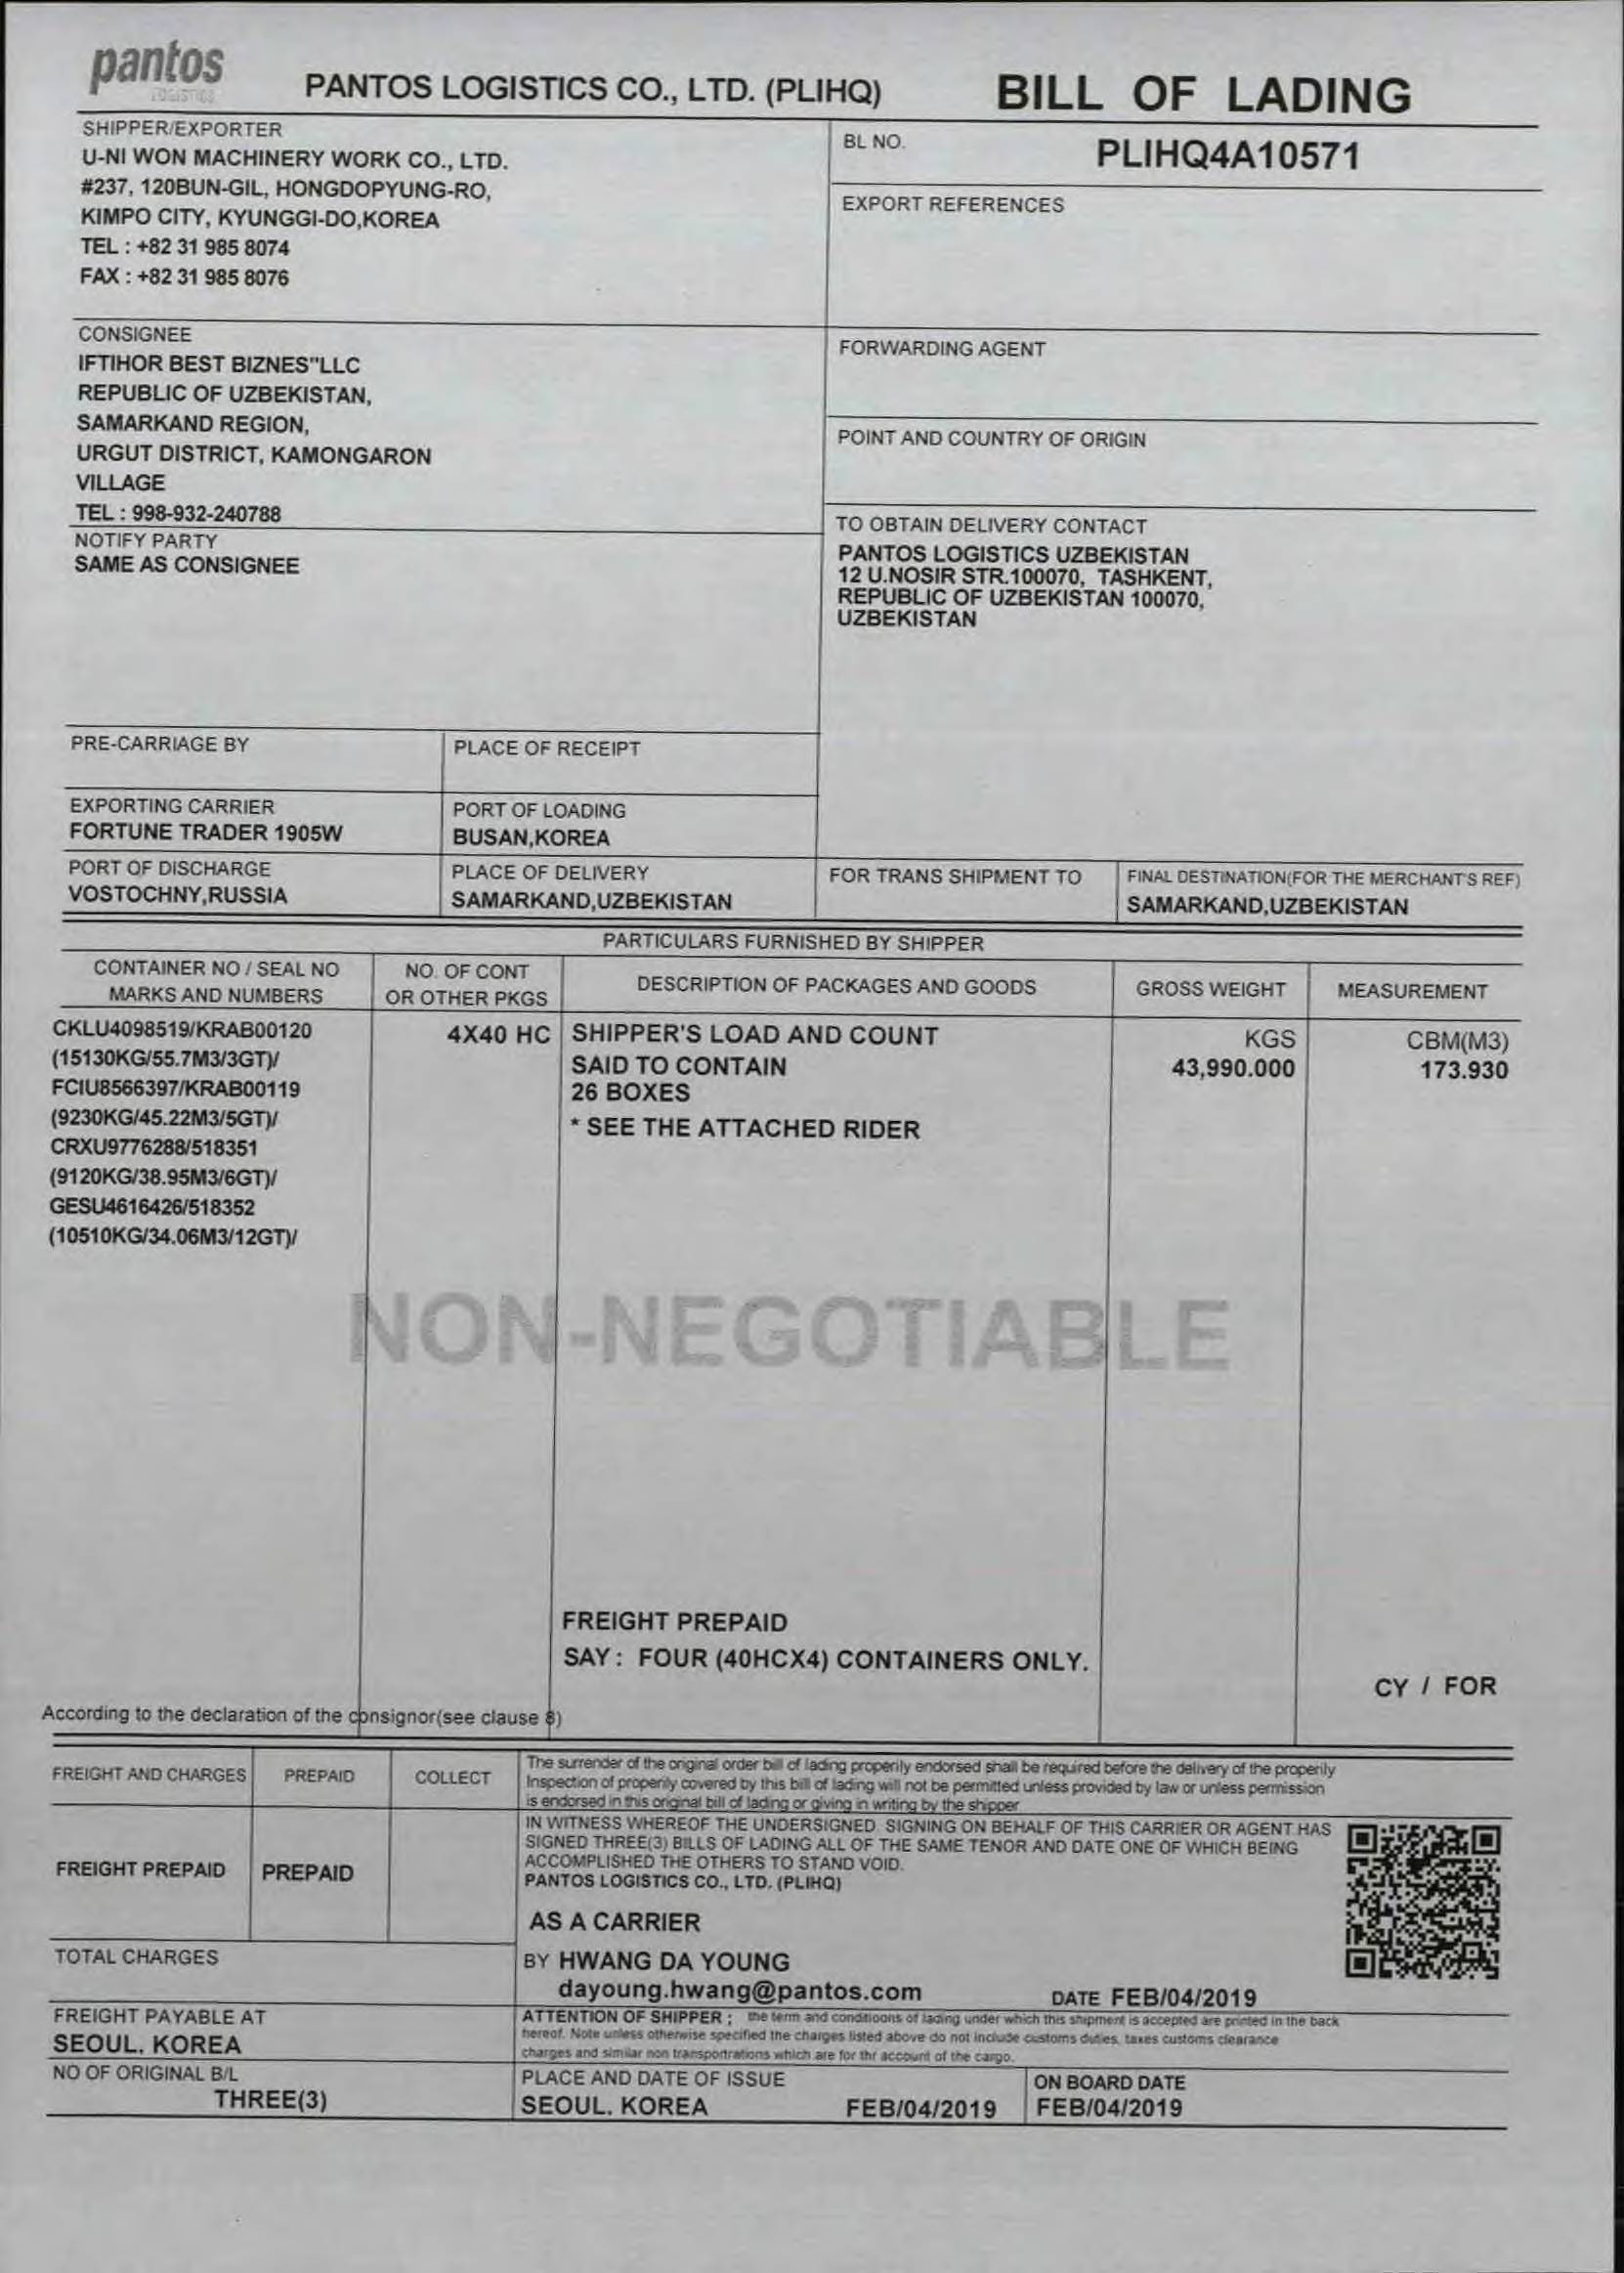 pantos
LOGISTICS
PANTOS LOGISTICS CO., LTD. (PLIHQ)
BILL OF LADING
SHIPPER/EXPORTER
U-NI WON MACHINERY WORK CO., LTD.
#237, 120BUN-GIL, HONGDOPYUNG-RO,
KIMPO CITY, KYUNGGI-DO,KOREA
TEL : +82 31 985 8074
FAX : +82 31 985 8076
BL NO.
PLIHQ4A10571
EXPORT REFERENCES
CONSIGNEE
IFTIHOR BEST BIZNES"LLC
REPUBLIC OF UZBEKISTAN,
SAMARKAND REGION,
URGUT DISTRICT, KAMONGARON
VILLAGE
TEL : 998-932-240788
FORWARDING AGENT
POINT AND COUNTRY OF ORIGIN
NOTIFY PARTY
SAME AS CONSIGNEE
TO OBTAIN DELIVERY CONTACT
PANTOS LOGISTICS UZBEKISTAN
12 U.NOSIR STR.100070, TASHKENT,
REPUBLIC OF UZBEKISTAN 100070,
UZBEKISTAN
PRE-CARRIAGE BY
PLACE OF RECEIPT
EXPORTING CARRIER
FORTUNE TRADER 1905W
PORT OF LOADING
BUSAN,KOREA
PORT OF DISCHARGE
VOSTOCHNY,RUSSIA
PLACE OF DELIVERY
SAMARKAND,UZBEKISTAN
FOR TRANS SHIPMENT TO
FINAL DESTINATION(FOR THE MERCHANT'S REF)
SAMARKAND,UZBEKISTAN
PARTICULARS FURNISHED BY SHIPPER
CONTAINER NO / SEAL NO
MARKS AND NUMBERS
NO. OF CONT
OR OTHER PKGS
DESCRIPTION OF PACKAGES AND GOODS
GROSS WEIGHT
MEASUREMENT
CKLU4098519/KRAB00120
(15130KG/55.7M3/3GT)/
FCIU8566397/KRAB00119
(9230KG/45.22M3/5GT)/
CRXU9776288/518351
(9120KG/38.95M3/6GT)/
GESU4616426/518352
(10510KG/34.06M3/12GT)/
4X40 HC
SHIPPER'S LOAD AND COUNT
SAID TO CONTAIN
26 BOXES
* SEE THE ATTACHED RIDER
KGS
43,990.000
CBM(M3)
173.930
NON-NEGOTIABLE
FREIGHT PREPAID
SAY : FOUR (40HCX4) CONTAINERS ONLY.
CY / FOR
According to the declaration of the consignor(see clause 8)
FREIGHT AND CHARGES
PREPAID
COLLECT
The surrender of the original order bill of lading properily endorsed shall be required before the delivery of the properily
Inspection of properily covered by this bill of lading will not be permitted unless provided by law or unless permission
is endorsed in this original bill of lading or giving in writing by the shipper
FREIGHT PREPAID
PREPAID
IN WITNESS WHEREOF THE UNDERSIGNED. SIGNING ON BEHALF OF THIS CARRIER OR AGENT HAS
SIGNED THREE(3) BILLS OF LADING ALL OF THE SAME TENOR AND DATE ONE OF WHICH BEING
ACCOMPLISHED THE OTHERS TO STAND VOID.
PANTOS LOGISTICS CO., LTD. (PLIHQ)
AS A CARRIER
BY HWANG DA YOUNG
dayoung.hwang@pantos.com
DATE FEB/04/2019
TOTAL CHARGES
FREIGHT PAYABLE AT
SEOUL. KOREA
ATTENTION OF SHIPPER ; the term and conditioons of lading under which this shipment is accepted are printed in the back
hereof. Note unless otherwise specified the charges listed above do not include customs duties, taxes customs clearance
charges and similar non transportrations which are for thr account of the cargo.
NO OF ORIGINAL B/L
THREE(3)
PLACE AND DATE OF ISSUE
SEOUL. KOREA
FEB/04/2019
ON BOARD DATE
FEB/04/2019